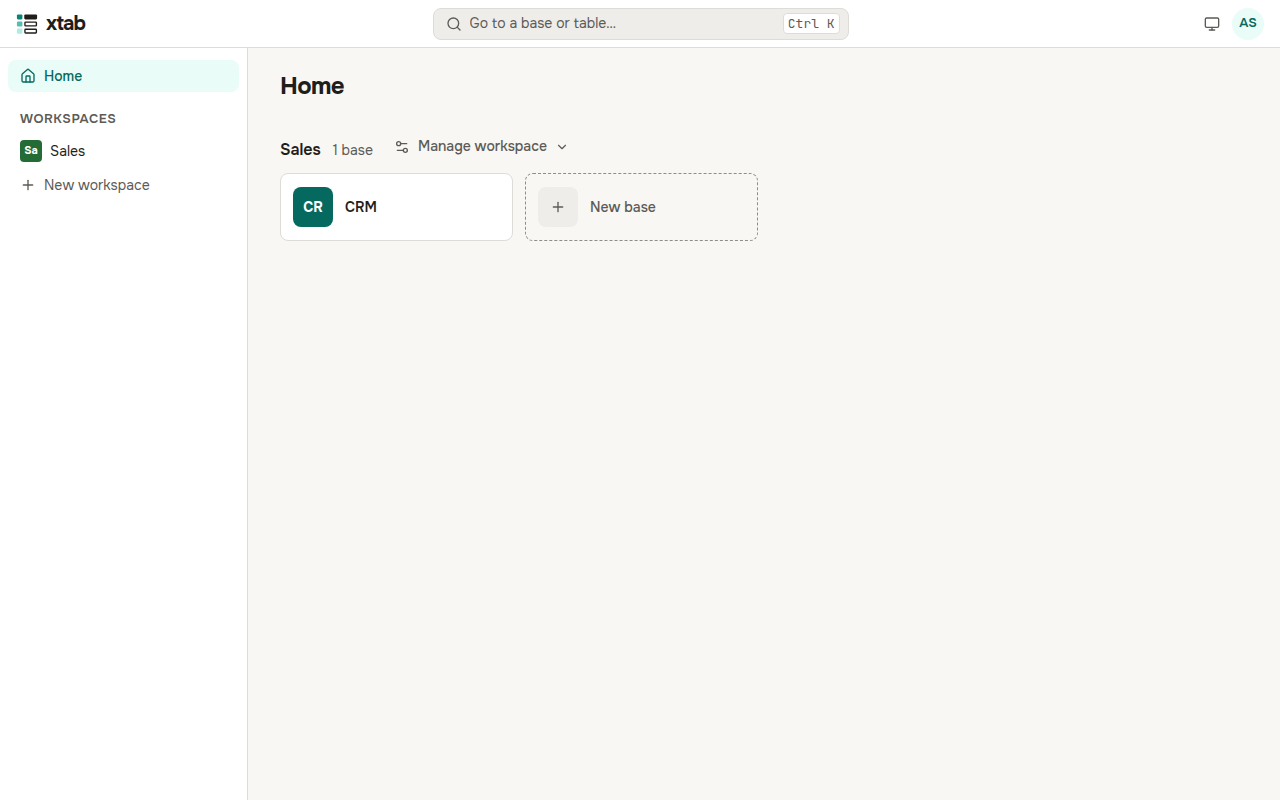 xtab
Go to a base or table...
Ctrl K
AS
Home
WORKSPACES
Sa
Sales
New workspace
Home
Sales
1 base
Manage workspace
CR
CRM
New base